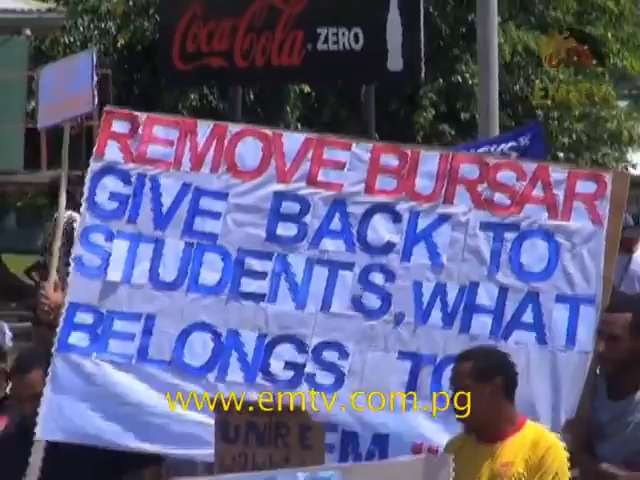 Coca-Cola ZERO
REMOVE BURSAR
GIVE BACK TO
STUDENTS, WHAT
BELONGS TO
www.emtv.com.pg